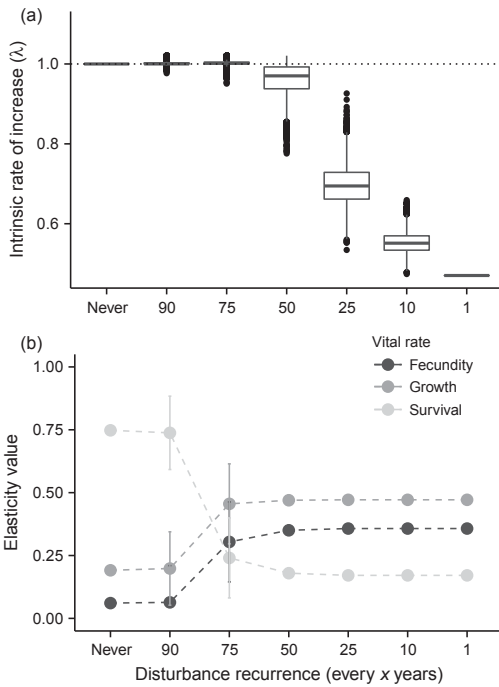 (a)
Intrinsic rate of increase (λ)
1.0
0.8
0.6
Never 90 75 50 25 10 1
(b)
Vital rate
Fecundity
Growth
Survival
Elasticity value
1.00
0.75
0.50
0.25
0.00
Never 90 75 50 25 10 1
Disturbance recurrence (every x years)